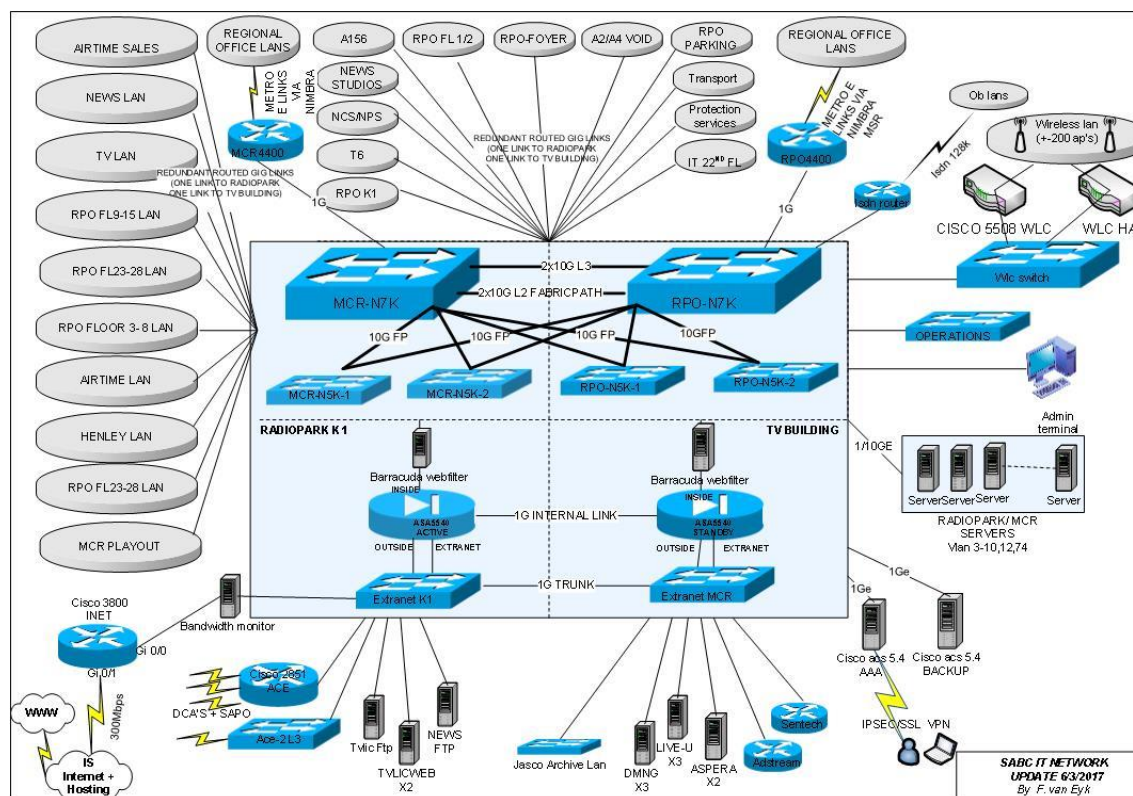 AIRTIME SALES
NEWS LAN
TV LAN
RPO FL9-15 LAN
RPO FL23-28 LAN
RPO FLOOR 3-8 LAN
AIRTIME LAN
HENLEY LAN
RPO FL23-28 LAN
MCR PLAYOUT
REGIONAL
OFFICE LANS
METRO
E LINKS
VIA
NIMBRA
MCR4400
REDUNDANT ROUTED GIG LINKS
(ONE LINK TO RADIOPARK
ONE LINK TO TV BUILDING)
1G
A156
NEWS
STUDIOS
NCS/NPS
T6
RPO K1
RPO FL 1/2
RPO-FOYER
A2/A4 VOID
RPO
PARKING
Transport
Protection
services
IT 22ND FL
REDUNDANT ROUTED GIG LINKS
(ONE LINK TO RADIOPARK
ONE LINK TO TV BUILDING)
REGIONAL OFFICE
LANS
METRO E
LINKS VIA
NIMBRA
MSR
RPO4400
1G
Ob lans
Isdn 128k
Isdn router
Wireless lan
(+-200 ap's)
CISCO 5508 WLC
WLC HA
Wlc switch
OPERATIONS
Admin
terminal
MCR-N7K
2x10G L3
2x10G L2 FABRICPATH
RPO-N7K
10G FP
10G FP
10G FP
10GFP
MCR-N5K-1
MCR-N5K-2
RPO-N5K-1
RPO-N5K-2
RADIOPARK K1
TV BUILDING
Barracuda webfilter
INSIDE
ASA5540
ACTIVE
OUTSIDE
EXTRANET
1G INTERNAL LINK
Barracuda webfilter
INSIDE
ASA5540
STANDBY
OUTSIDE
EXTRANET
Extranet K1
1G TRUNK
Extranet MCR
1/10GE
Server
Server
Server
Server
RADIOPARK/ MCR
SERVERS
Vlan 3-10,12,74
1Ge
1Ge
Cisco acs 5.4
AAA
Cisco acs 5.4
BACKUP
IPSEC/SSL VPN
Cisco 3800
INET
Gi 0/0
Gi 0/1
Bandwidth monitor
300Mbps
WWW
IS
Internet +
Hosting
Cisco 2851
ACE
DCA'S + SAPO
Ace-2 L3
Tvlic Ftp
TVLICWEB
X2
NEWS
FTP
Jasco Archive Lan
DMNG
X3
LIVE-U
X3
ASPERA
X2
Adstream
Sentech
SABC IT NETWORK
UPDATE 6/3/2017
By F. van Eyk